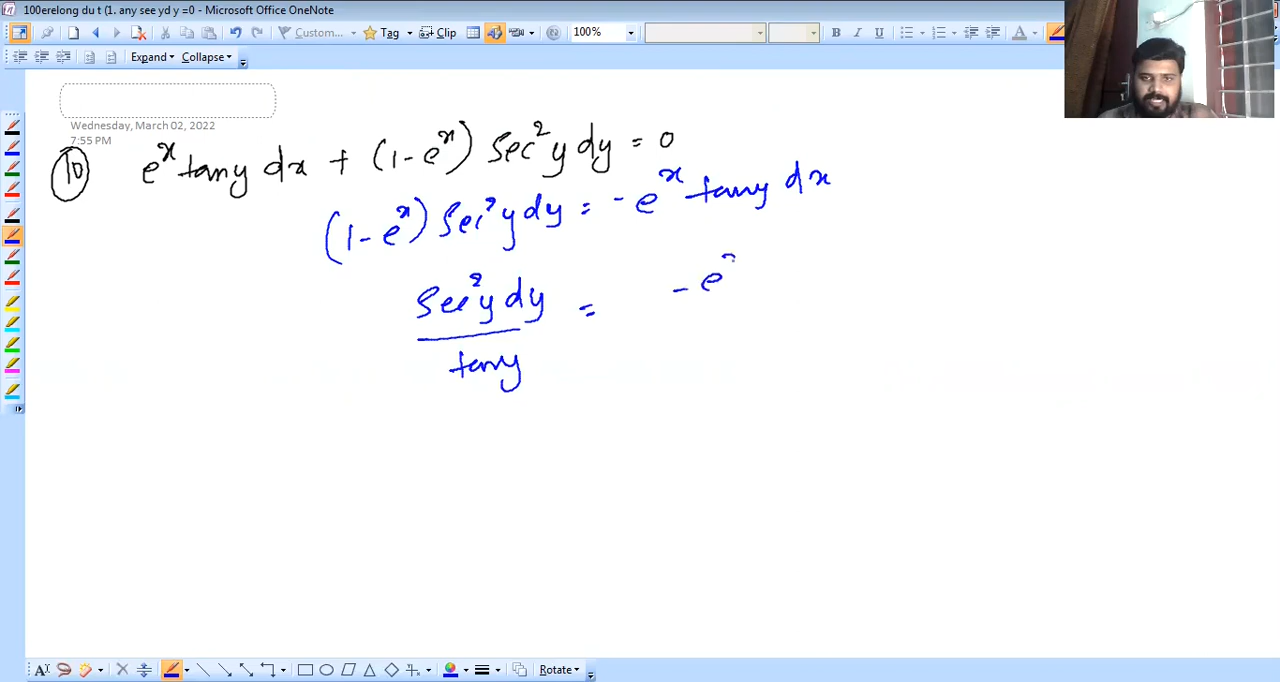 100erelong du t (1, any see yd y =0 - Microsoft Office OneNote
Custom... Tag Clip 100% B I U A
Expand Collapse
Wednesday, March 02, 2022
7:55 PM
10 e^x tany dx + (1-e^x) Sec^2 y dy = 0
(1-e^x) Sec^2 y dy = -e^x tany dx
Sec^2 y dy = -e
tany
Rotate